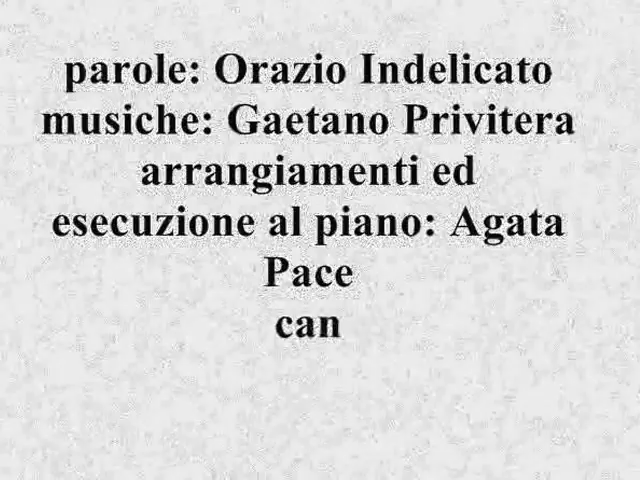 parole: Orazio Indelicato
musiche: Gaetano Privitera
arrangiamenti ed
esecuzione al piano: Agata
Pace
can